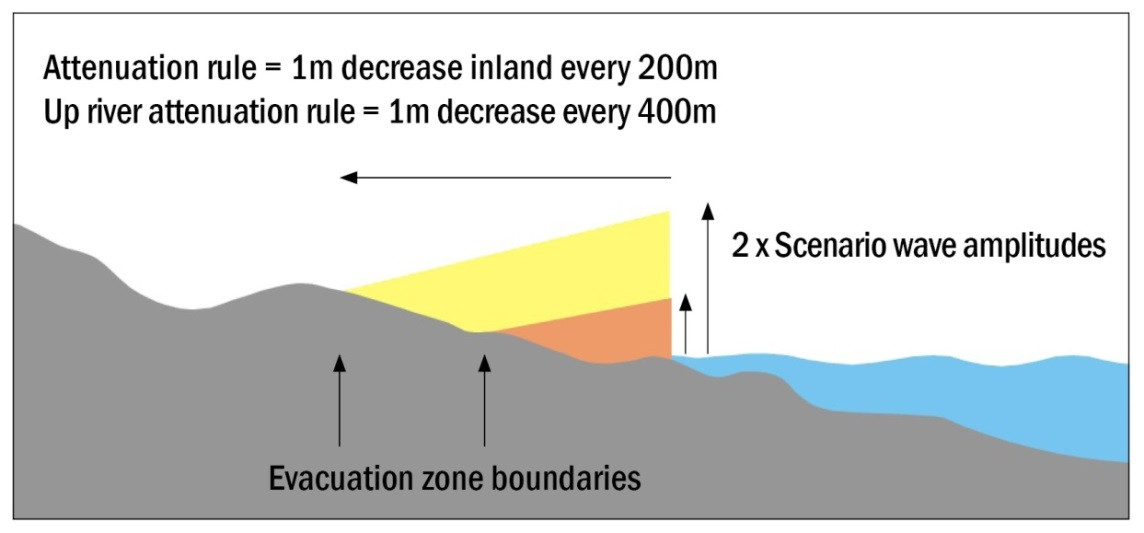 Attenuation rule = 1m decrease inland every 200m
Up river attenuation rule = 1m decrease every 400m
2 x Scenario wave amplitudes
Evacuation zone boundaries